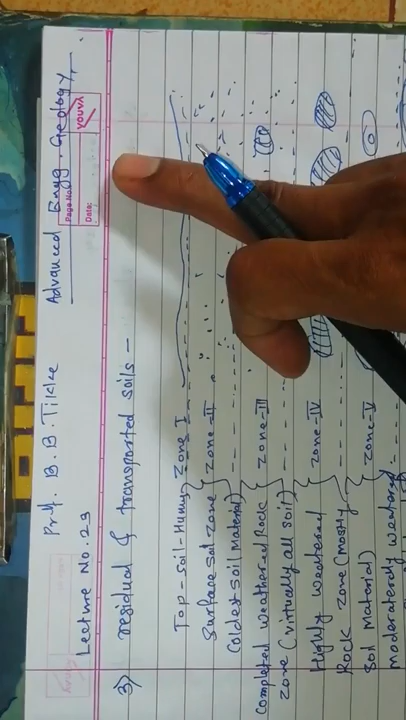 Prof. B. B. Tikke Advanced Engg. Geology
youva
Page No.
Date:
Lecture No. 23
3) residual & transported soils -
Top-soil-Humus } Zone I
Surface soil zone } Zone-II
(oldest soil material)
Completed weathered Rock } Zone-III
zone (virtually all soil)
Highly weathered } Zone-IV
Rock zone (mostly
soil material) } Zone-V
moderately weathered